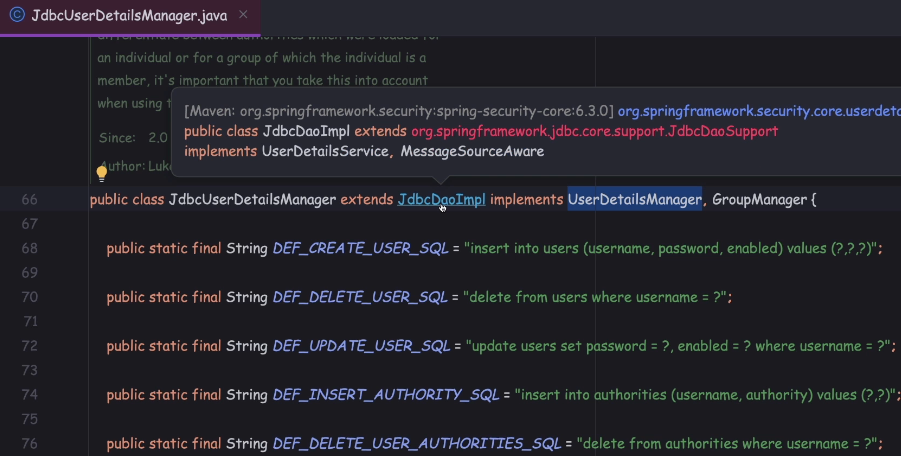 JdbcUserDetailsManager.java
an individual or for a group of which the individual is a
member, it's important that you take this into account
when using t
[Maven: org.springframework.security:spring-security-core:6.3.0] org.springframework.security.core.userdeta
public class JdbcDaoImpl extends org.springframework.jdbc.core.support.JdbcDaoSupport
implements UserDetailsService, MessageSourceAware
Since: 2.0
Author: Luke
66 public class JdbcUserDetailsManager extends JdbcDaoImpl implements UserDetailsManager, GroupManager {
67
68 public static final String DEF_CREATE_USER_SQL = "insert into users (username, password, enabled) values (?,?,?)";
69
70 public static final String DEF_DELETE_USER_SQL = "delete from users where username = ?";
71
72 public static final String DEF_UPDATE_USER_SQL = "update users set password = ?, enabled = ? where username = ?";
73
74 public static final String DEF_INSERT_AUTHORITY_SQL = "insert into authorities (username, authority) values (?,?)";
75
76 public static final String DEF_DELETE_USER_AUTHORITIES_SQL = "delete from authorities where username = ?";